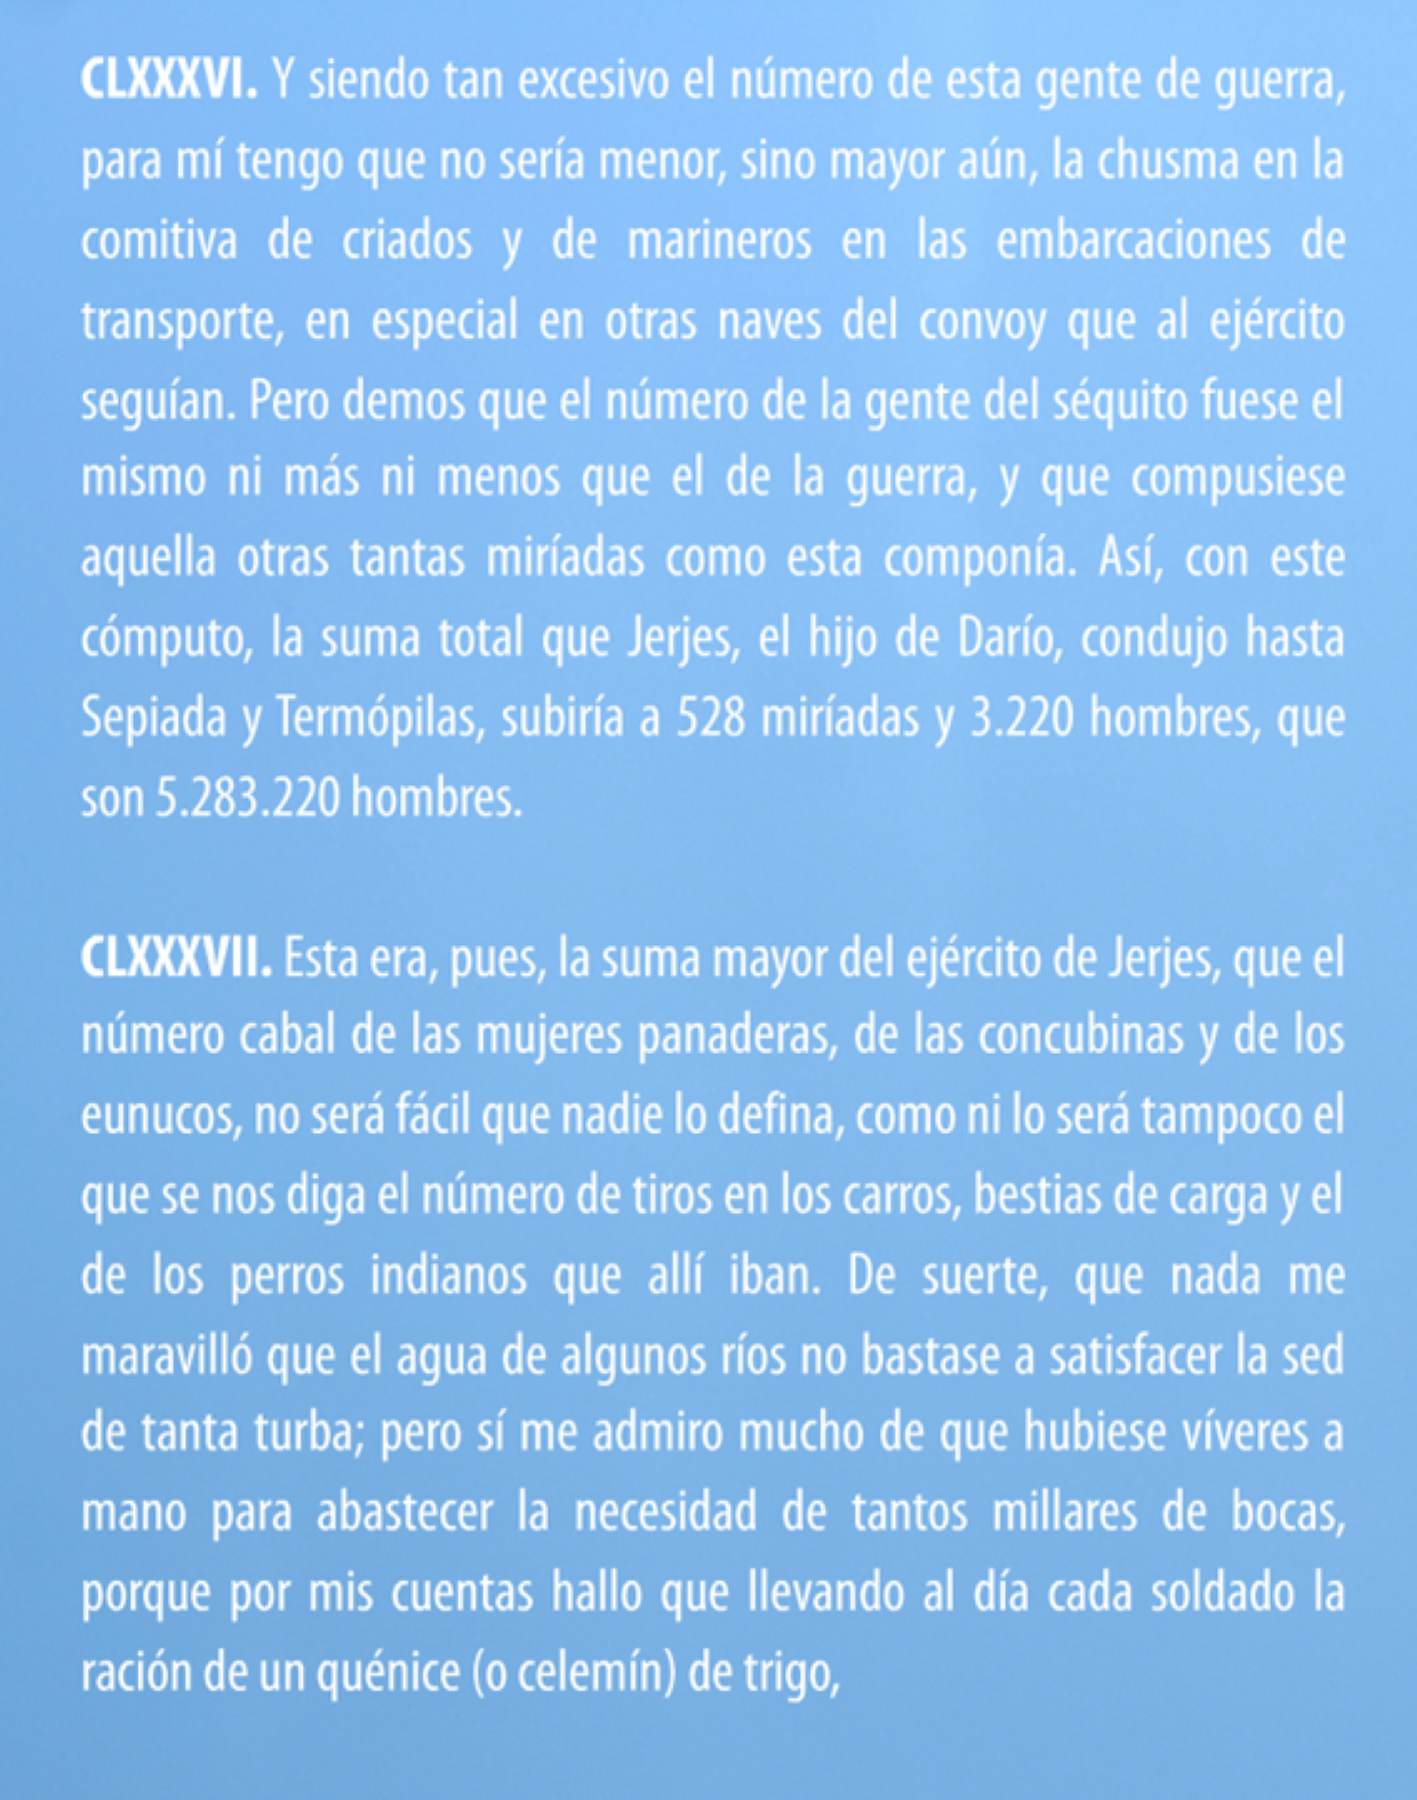 CLXXXVI. Y siendo tan excesivo el número de esta gente de guerra,
para mí tengo que no sería menor, sino mayor aún, la chusma en la
comitiva de criados y de marineros en las embarcaciones de
transporte, en especial en otras naves del convoy que al ejército
seguían. Pero demos que el número de la gente del séquito fuese el
mismo ni más ni menos que el de la guerra, y que compusiese
aquella otras tantas miríadas como esta componía. Así, con este
cómputo, la suma total que Jerjes, el hijo de Darío, condujo hasta
Sepiada y Termópilas, subiría a 528 miríadas y 3.220 hombres, que
son 5.283.220 hombres.
CLXXXVII. Esta era, pues, la suma mayor del ejército de Jerjes, que el
número cabal de las mujeres panaderas, de las concubinas y de los
eunucos, no será fácil que nadie lo defina, como ni lo será tampoco el
que se nos diga el número de tiros en los carros, bestias de carga y el
de los perros indianos que allí iban. De suerte, que nada me
maravilló que el agua de algunos ríos no bastase a satisfacer la sed
de tanta turba; pero sí me admiro mucho de que hubiese víveres a
mano para abastecer la necesidad de tantos millares de bocas,
porque por mis cuentas hallo que llevando al día cada soldado la
ración de un quénice (o celemín) de trigo,